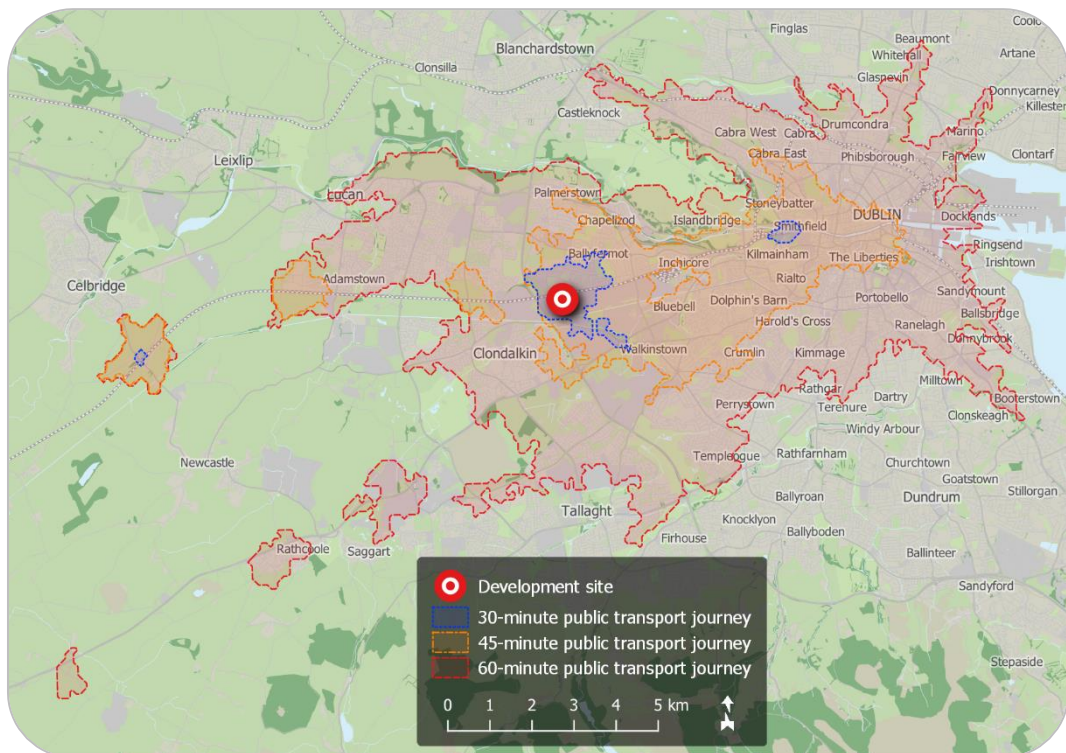 Finglas
Beaumont
Coolo
Blanchardstown
Whitehall
Artane
Clonsilla
Glasnevin
Donnycarney
Killester
Castleknock
Drumcondra
Cabra West
Cabra
Marino
Cabra East
Phibsborough
Fairview
Clontarf
Leixlip
Lucan
Palmerstown
Stoneybatter
Chapelizod
Islandbridge
Smithfield
DUBLIN
Docklands
Ballyfermot
Inchicore
Kilmainham
The Liberties
Ringsend
Irishtown
Adamstown
Rialto
Celbridge
Bluebell
Dolphin's Barn
Portobello
Sandymount
Harold's Cross
Ranelagh
Ballsbridge
Donnybrook
Clondalkin
Walkinstown
Crumlin
Kimmage
Rathgar
Milltown
Dartry
Booterstown
Perrystown
Terenure
Clonskeagh
Windy Arbour
Newcastle
Templeogue
Rathfarnham
Churchtown
Goatstown
Stillorgan
Ballyroan
Dundrum
Tallaght
Knocklyon
Ballyboden
Firhouse
Rathcoole
Saggart
Ballinteer
Sandyford
Stepaside
Development site
30-minute public transport journey
45-minute public transport journey
60-minute public transport journey
0 1 2 3 4 5 km